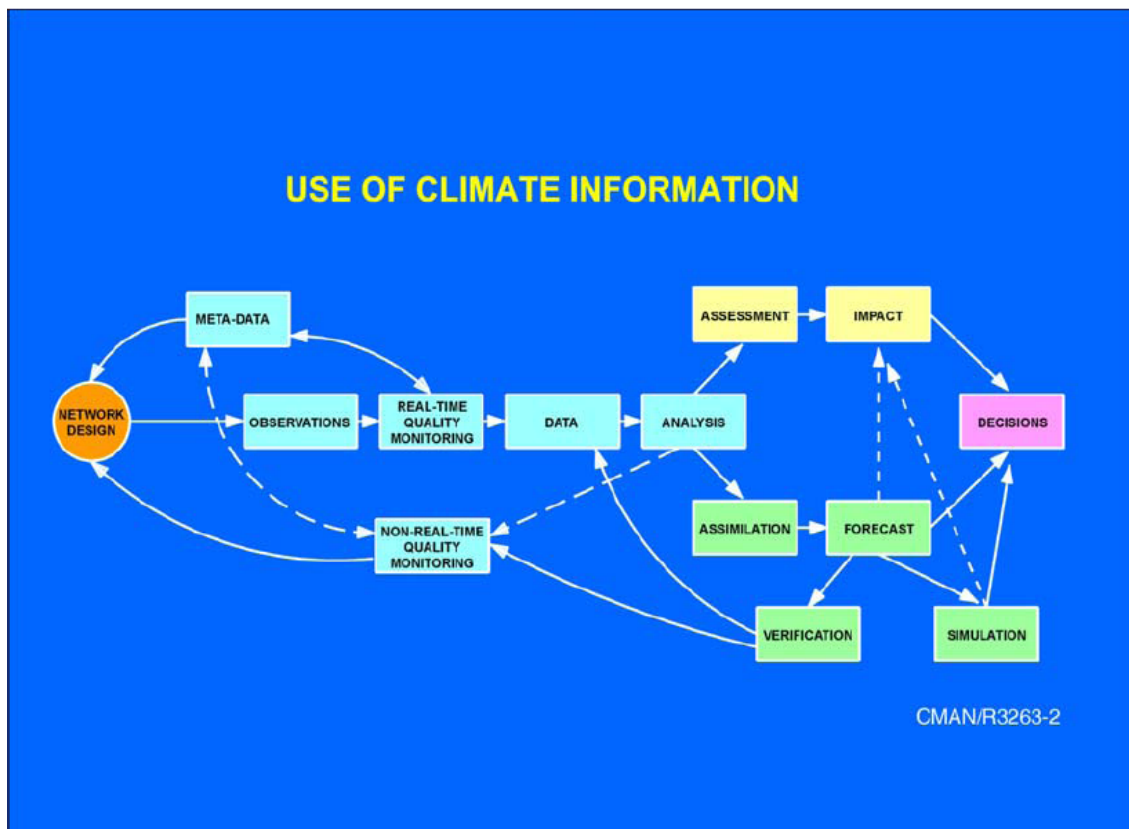 USE OF CLIMATE INFORMATION
META-DATA
ASSESSMENT
IMPACT
NETWORK
DESIGN
OBSERVATIONS
REAL-TIME
QUALITY
MONITORING
DATA
ANALYSIS
DECISIONS
NON-REAL-TIME
QUALITY
MONITORING
ASSIMILATION
FORECAST
VERIFICATION
SIMULATION
CMAN/R3263-2